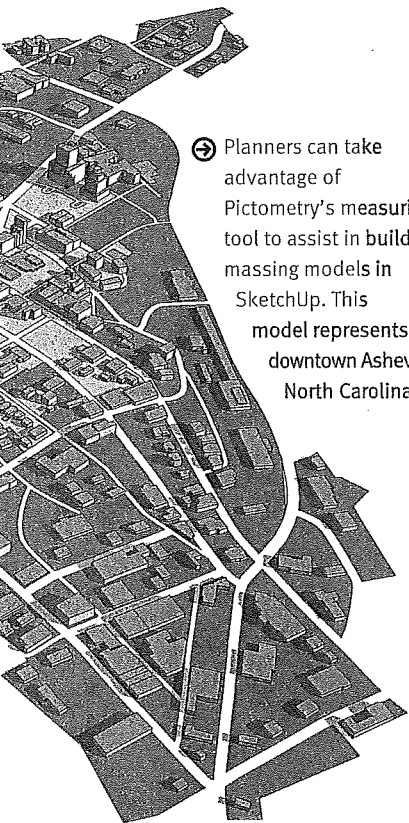 Planners can take
advantage of
Pictometry's measuri
tool to assist in build
massing models in
SketchUp. This
model represents
downtown Ashev
North Carolina